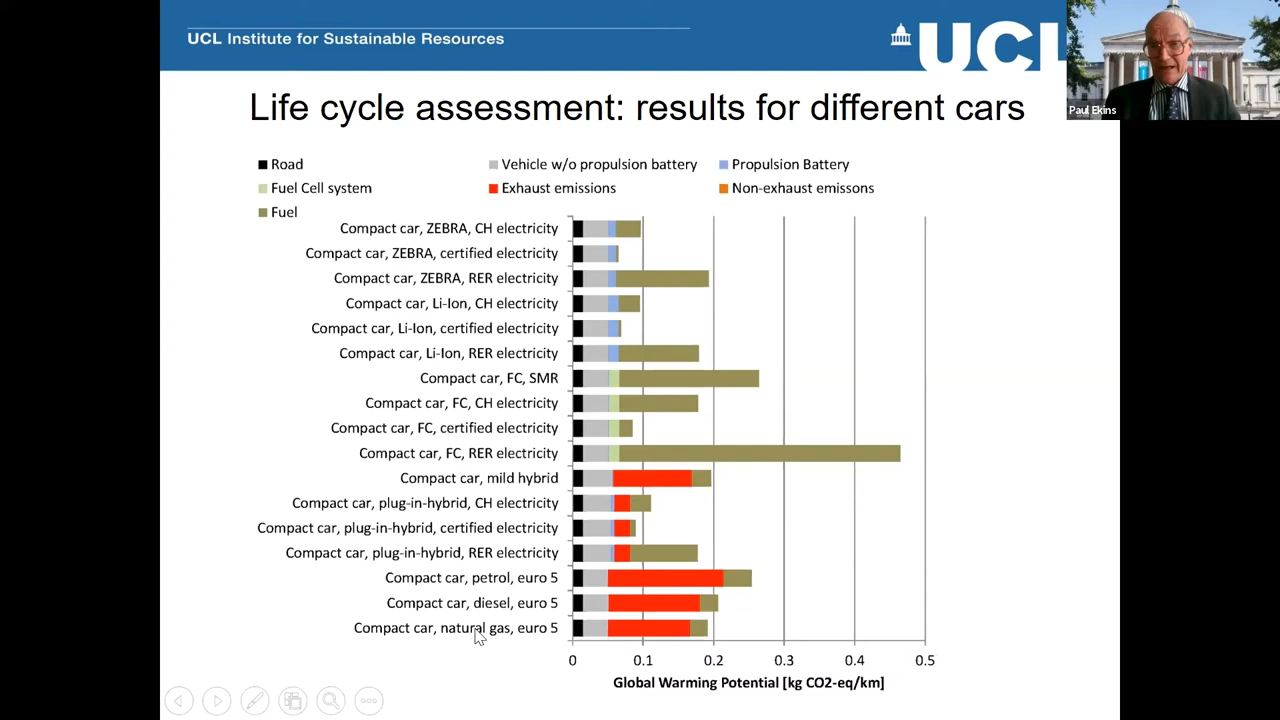 UCL Institute for Sustainable Resources
UCL
Paul Ekins
Life cycle assessment: results for different cars
Road
Vehicle w/o propulsion battery
Propulsion Battery
Fuel Cell system
Exhaust emissions
Non-exhaust emissons
Fuel
Compact car, ZEBRA, CH electricity
Compact car, ZEBRA, certified electricity
Compact car, ZEBRA, RER electricity
Compact car, Li-Ion, CH electricity
Compact car, Li-Ion, certified electricity
Compact car, Li-Ion, RER electricity
Compact car, FC, SMR
Compact car, FC, CH electricity
Compact car, FC, certified electricity
Compact car, FC, RER electricity
Compact car, mild hybrid
Compact car, plug-in-hybrid, CH electricity
Compact car, plug-in-hybrid, certified electricity
Compact car, plug-in-hybrid, RER electricity
Compact car, petrol, euro 5
Compact car, diesel, euro 5
Compact car, natural gas, euro 5
0 0.1 0.2 0.3 0.4 0.5
Global Warming Potential [kg CO2-eq/km]